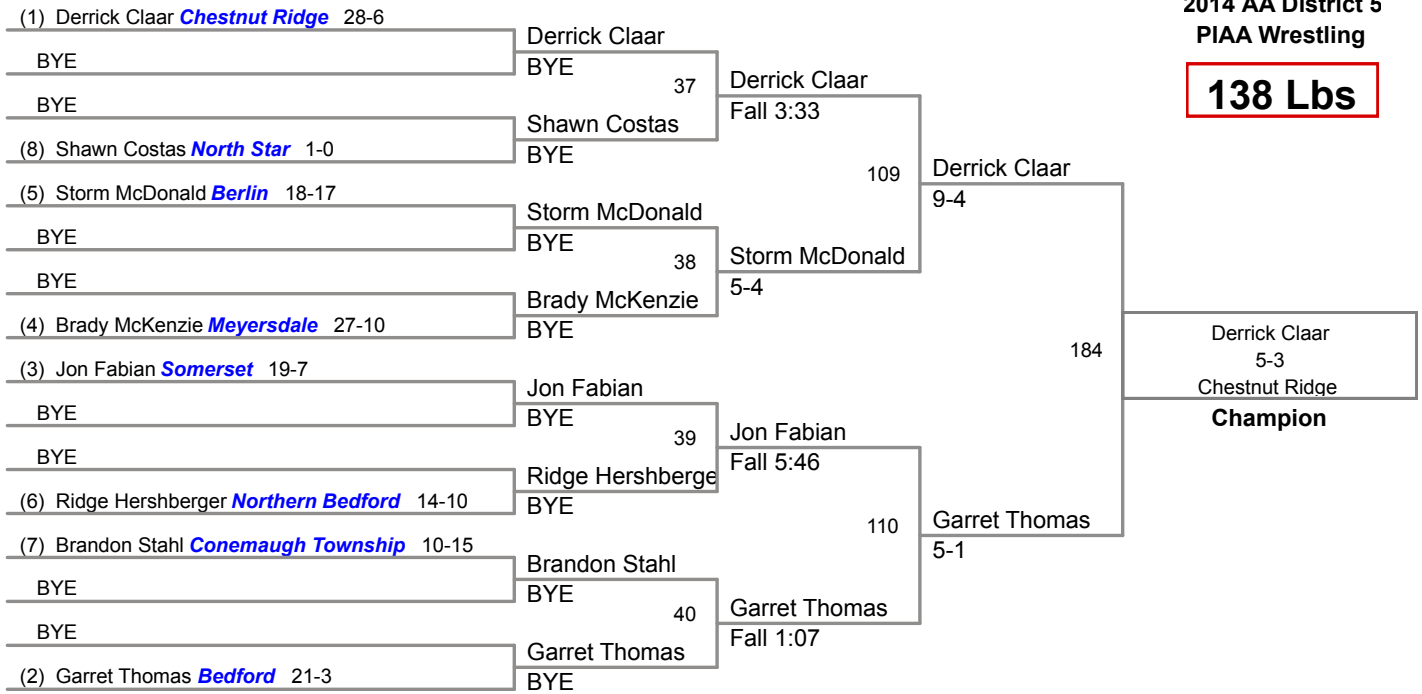 (1) Derrick Claar Chestnut Ridge 28-6
BYE
BYE
(8) Shawn Costas North Star 1-0
(5) Storm McDonald Berlin 18-17
BYE
BYE
(4) Brady McKenzie Meyersdale 27-10
(3) Jon Fabian Somerset 19-7
BYE
BYE
(6) Ridge Hershberger Northern Bedford 14-10
(7) Brandon Stahl Conemaugh Township 10-15
BYE
BYE
(2) Garret Thomas Bedford 21-3
Derrick Claar
BYE
37
Shawn Costas
BYE
Storm McDonald
BYE
38
Brady McKenzie
BYE
Jon Fabian
BYE
39
Ridge Hershberge
BYE
Brandon Stahl
BYE
40
Garret Thomas
BYE
Derrick Claar
Fall 3:33
109
Storm McDonald
5-4
Jon Fabian
Fall 5:46
110
Garret Thomas
Fall 1:07
Derrick Claar
9-4
184
Garret Thomas
5-1
2014 AA District 5
PIAA Wrestling
138 Lbs
Derrick Claar
5-3
Chestnut Ridge
Champion